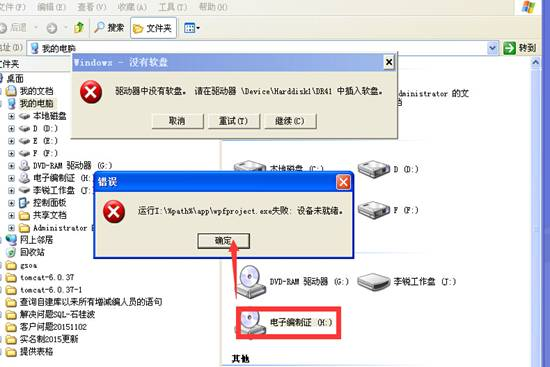 文件(F) 编辑(E) 查看(V) 收藏(A) 工具(T) 帮助(H)
后退 搜索 文件夹
地址(D) 我的电脑 转到
文件夹
桌面
我的文档
我的电脑
本地磁盘
D (D:)
E (E:)
F (F:)
DVD-RAM 驱动器 (G:)
电子编制证 (H:)
李锐工作盘 (J:)
控制面板
共享文档
Administrator 的
网上邻居
回收站
gsoa
tomcat-6.0.37
tomcat-6.0.37-1
查询自建库以来所有增减编人员的语句
解决问题SQL-石桂波
客户问题20151102
实名制2015更新
提供表格
Windows - 没有软盘
驱动器中没有软盘。 请在驱动器 \Device\Harddisk1\DR41 中插入软盘。
取消 重试(T) 继续(C)
Administrator 的文
本地磁盘 (C:) D (D:)
错误
运行I:\%path%\app\wpfproject.exe失败: 设备未就绪。
确定
F (F:)
DVD-RAM 驱动器 (G:) 李锐工作盘 (J:)
电子编制证 (H:)
其他